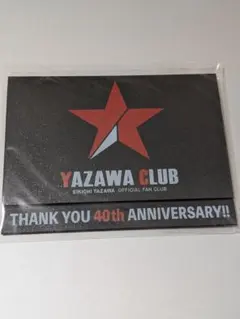 YAZAWA CLUB
EIKICHI YAZAWA OFFICIAL FAN CLUB
THANK YOU 40th ANNIVERSARY!!